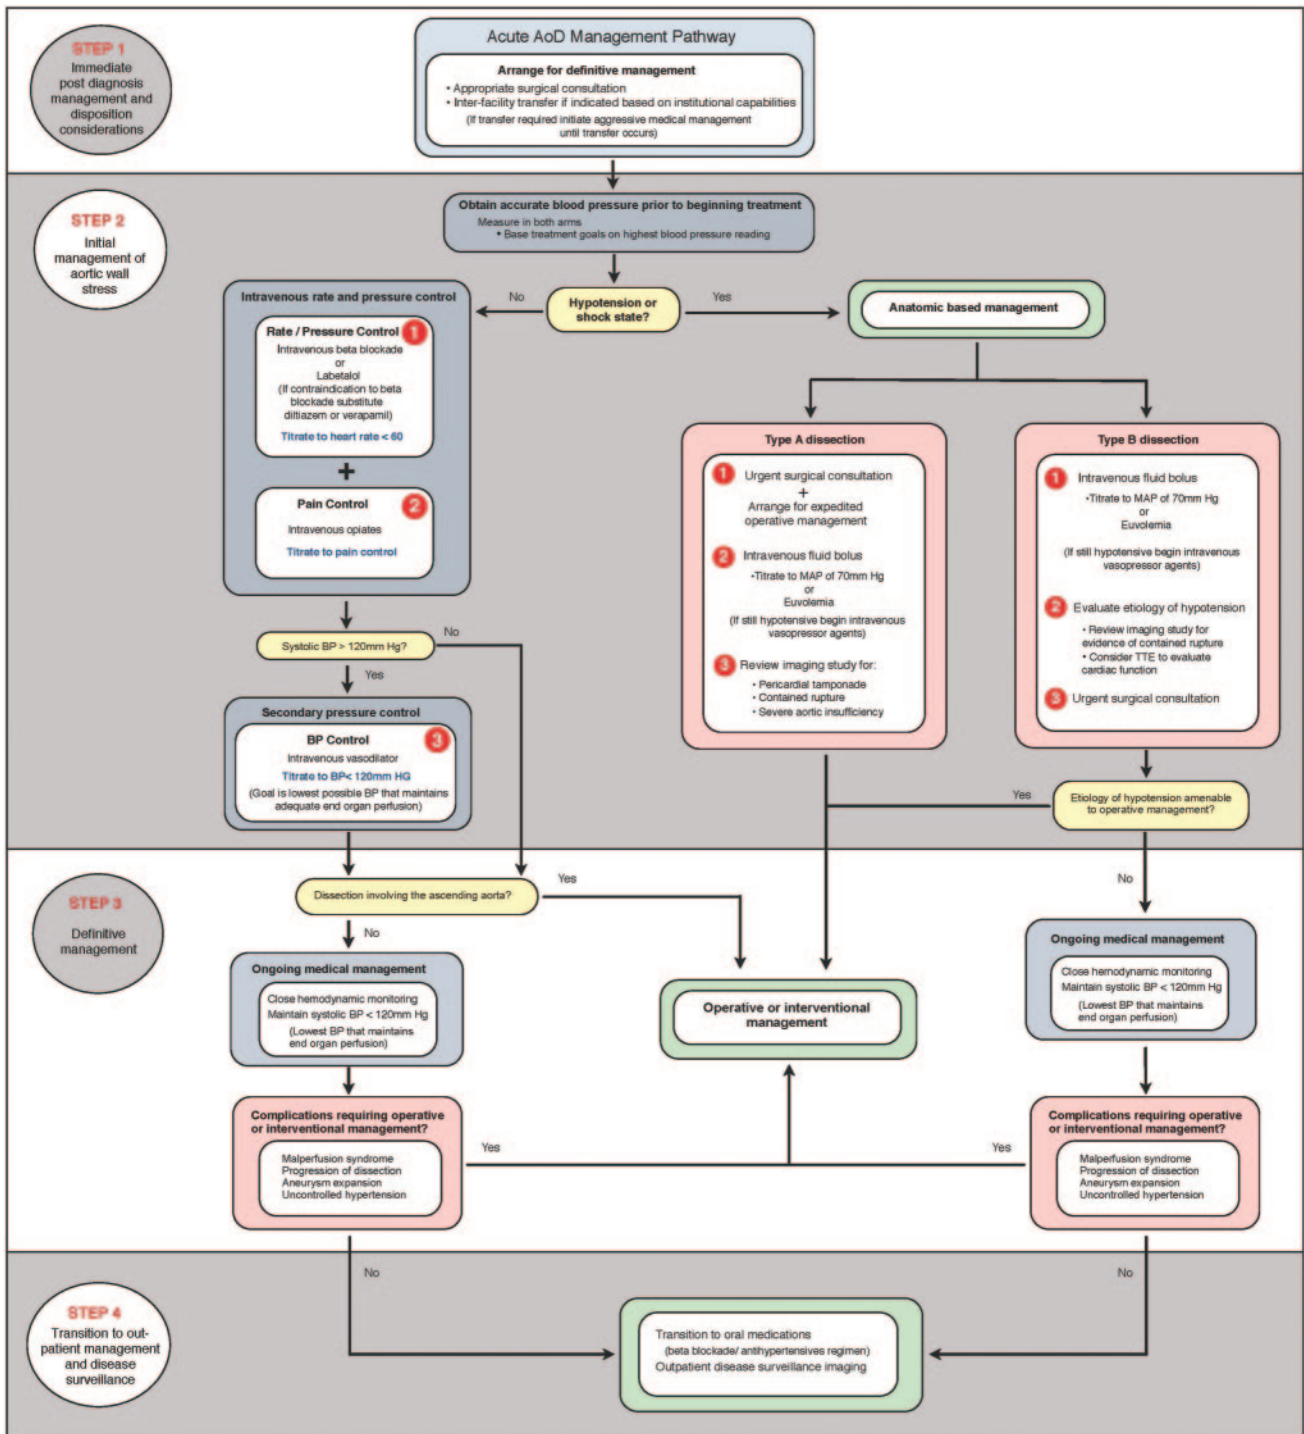 STEP 1
Immediate
post diagnosis
management and
disposition
considerations
Acute AoD Management Pathway
Arrange for definitive management
• Appropriate surgical consultation
• Inter-facility transfer if indicated based on institutional capabilities
(If transfer required initiate aggressive medical management
until transfer occurs)
STEP 2
Initial
management of
aortic wall
stress
Obtain accurate blood pressure prior to beginning treatment
Measure in both arms
• Base treatment goals on highest blood pressure reading
Hypotension or
shock state?
No
Yes
Intravenous rate and pressure control
Rate / Pressure Control
1
Intravenous beta blockade
or
Labetalol
(If contraindication to beta
blockade substitute
diltiazem or verapamil)
Titrate to heart rate < 60
+
Pain Control
2
Intravenous opiates
Titrate to pain control
Systolic BP > 120mm Hg?
No
Yes
Secondary pressure control
BP Control
3
Intravenous vasodilator
Titrate to BP< 120mm HG
(Goal is lowest possible BP that maintains
adequate end organ perfusion)
Anatomic based management
Type A dissection
1 Urgent surgical consultation
+
Arrange for expedited
operative management
2 Intravenous fluid bolus
•Titrate to MAP of 70mm Hg
or
Euvolemia
(If still hypotensive begin intravenous
vasopressor agents)
3 Review imaging study for:
• Pericardial tamponade
• Contained rupture
• Severe aortic insufficiency
Type B dissection
1 Intravenous fluid bolus
•Titrate to MAP of 70mm Hg
or
Euvolemia
(If still hypotensive begin intravenous
vasopressor agents)
2 Evaluate etiology of hypotension
• Review imaging study for
evidence of contained rupture
• Consider TTE to evaluate
cardiac function
3 Urgent surgical consultation
Etiology of hypotension amenable
to operative management?
Yes
No
STEP 3
Definitive
management
Dissection involving the ascending aorta?
Yes
No
Ongoing medical management
Close hemodynamic monitoring
Maintain systolic BP < 120mm Hg
(Lowest BP that maintains
end organ perfusion)
Operative or interventional
management
Ongoing medical management
Close hemodynamic monitoring
Maintain systolic BP < 120mm Hg
(Lowest BP that maintains
end organ perfusion)
Complications requiring operative
or interventional management?
Malperfusion syndrome
Progression of dissection
Aneurysm expansion
Uncontrolled hypertension
Yes
Yes
Complications requiring operative
or interventional management?
Malperfusion syndrome
Progression of dissection
Aneurysm expansion
Uncontrolled hypertension
No
No
STEP 4
Transition to out-
patient management
and disease
surveillance
Transition to oral medications
(beta blockade/ antihypertensives regimen)
Outpatient disease surveillance imaging